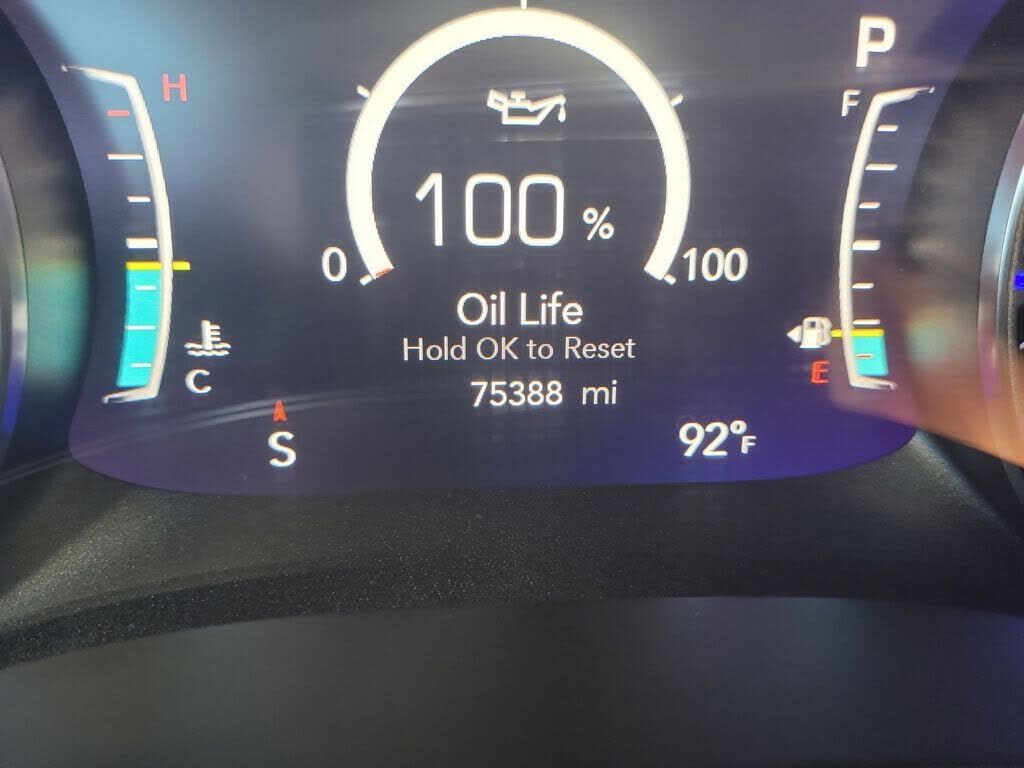 P
H
F
100 %
0
100
Oil Life
Hold OK to Reset
E
C
75388 mi
S
92°F